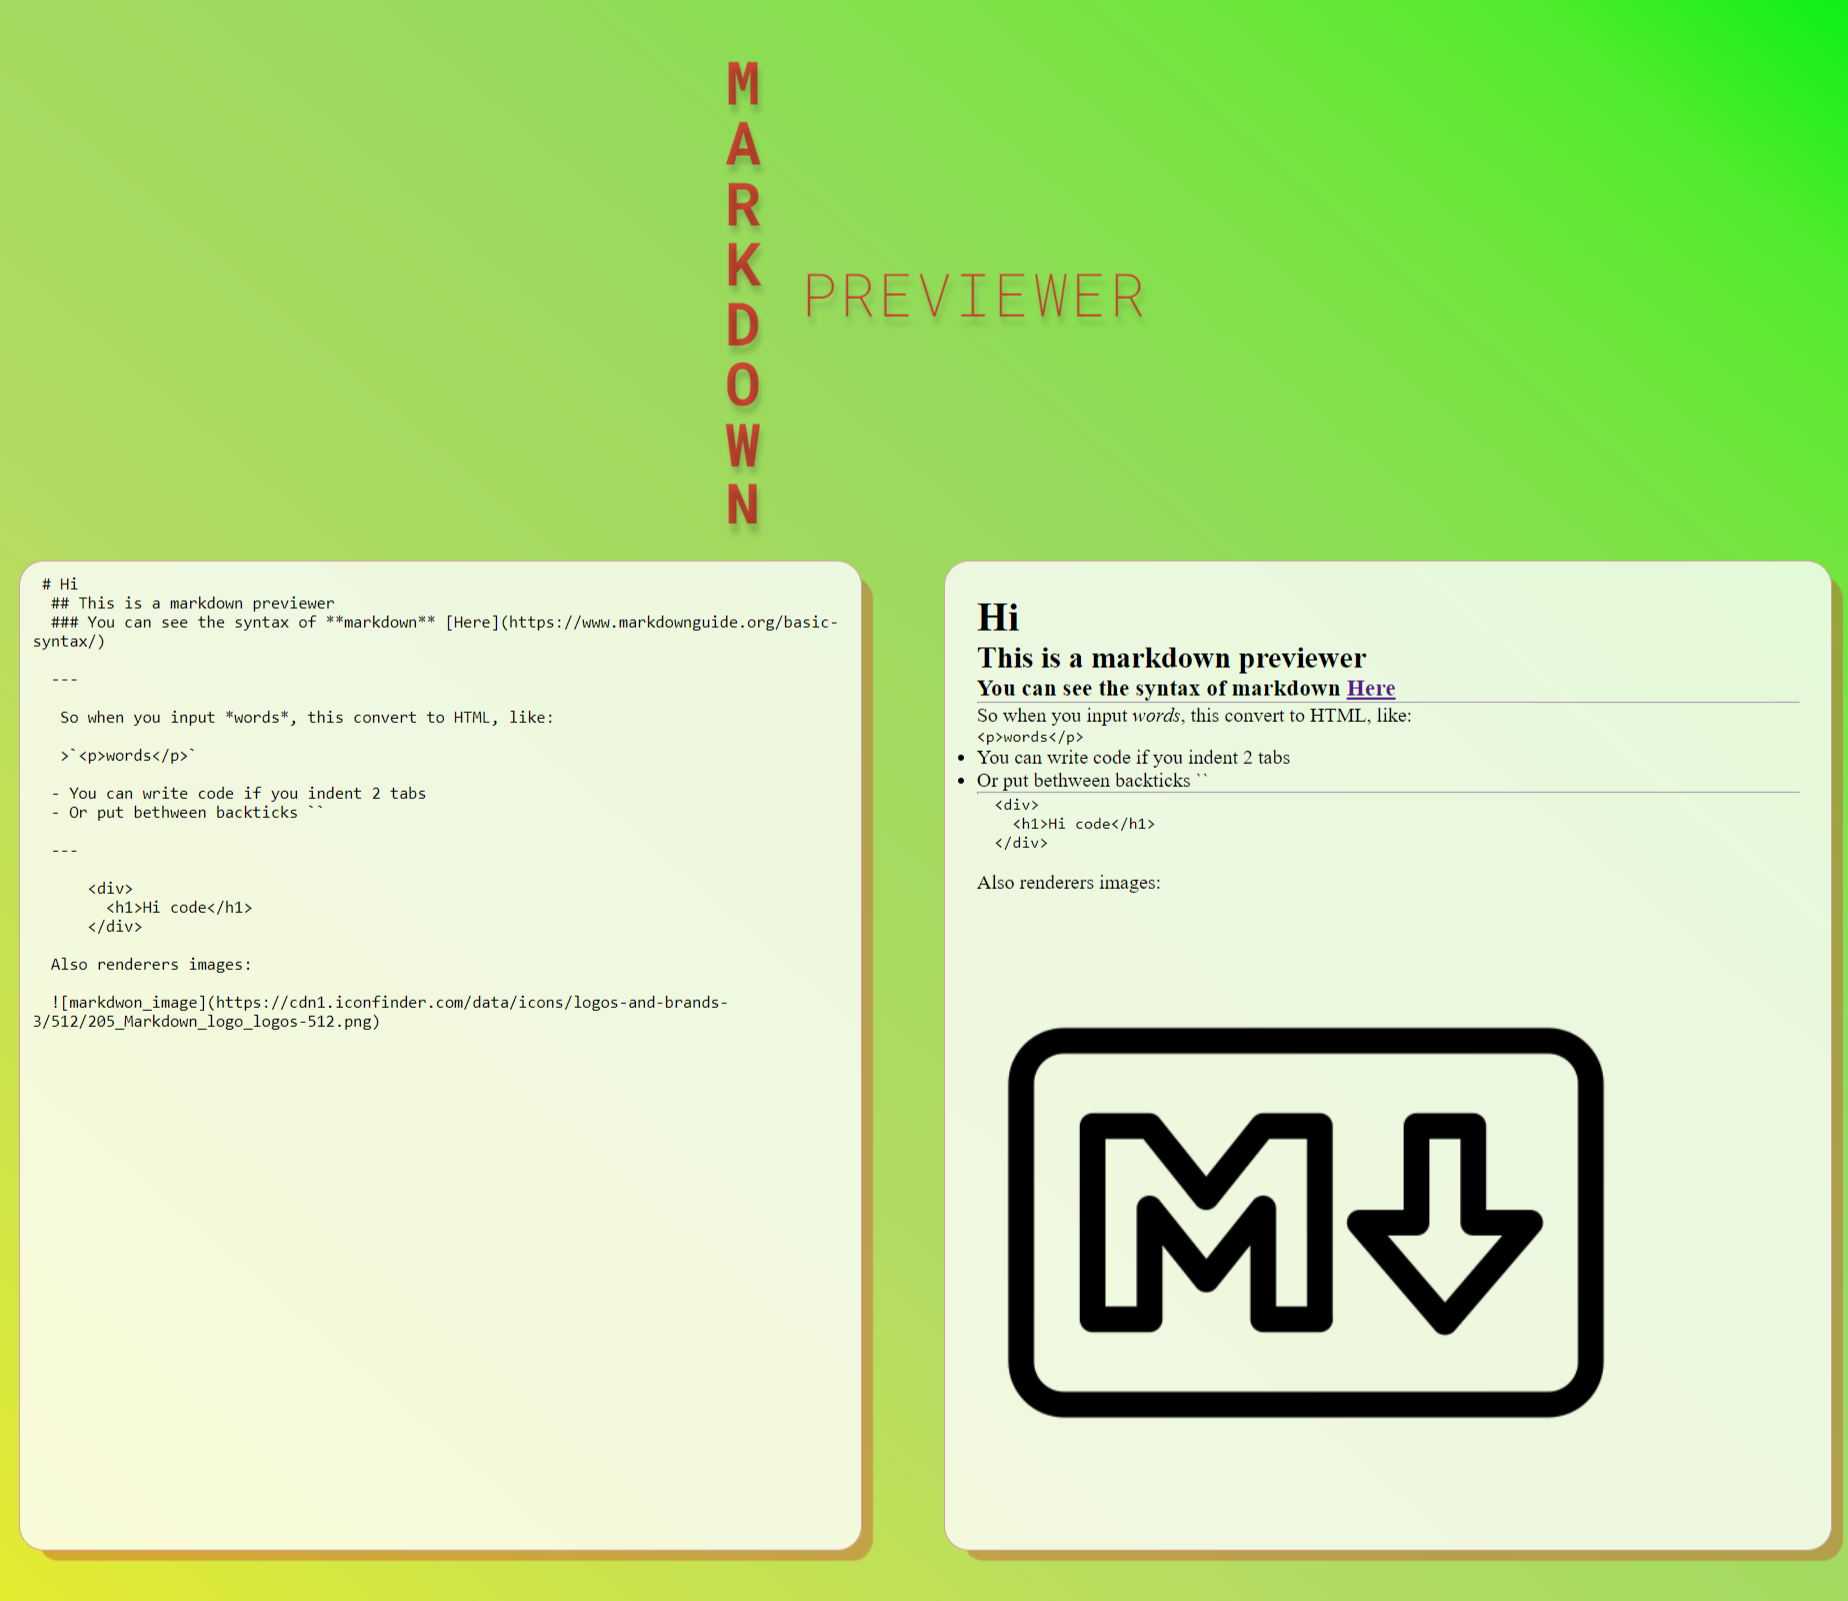 MARKDOWN
PREVIEWER
# Hi
## This is a markdown previewer
### You can see the syntax of **markdown** [Here](https://www.markdownguide.org/basic-
syntax/)
---
So when you input *words*, this convert to HTML, like:
>`<p>words</p>`
- You can write code if you indent 2 tabs
- Or put bethween backticks ``
---
<div>
<h1>Hi code</h1>
</div>
Also renderers images:
![markdwon_image](https://cdn1.iconfinder.com/data/icons/logos-and-brands-
3/512/205_Markdown_logo_logos-512.png)
Hi
This is a markdown previewer
You can see the syntax of markdown Here
So when you input words, this convert to HTML, like:
<p>words</p>
• You can write code if you indent 2 tabs
• Or put bethween backticks ``
<div>
<h1>Hi code</h1>
</div>
Also renderers images:
M